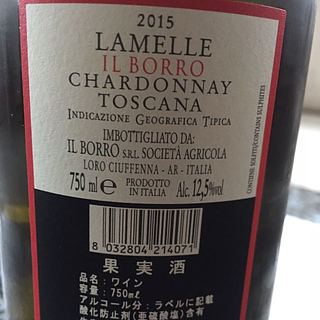 2015
LAMELLE
IL BORRO
CHARDONNAY
TOSCANA
INDICAZIONE GEOGRAFICA TIPICA
IMBOTTIGLIATO DA:
IL BORRO S.R.L. SOCIETÀ AGRICOLA
LORO CIUFFENNA - AR - ITALIA
750 ml e PRODOTTO IN ITALIA Alc. 12,5%vol
CONTIENE SOLFITI/CONTAINS SULPHITES
8 032804 214071
果実酒
品名：ワイン
容量：750㎖
アルコール分：ラベルに記載
酸化防止剤(亜硫酸塩)含有